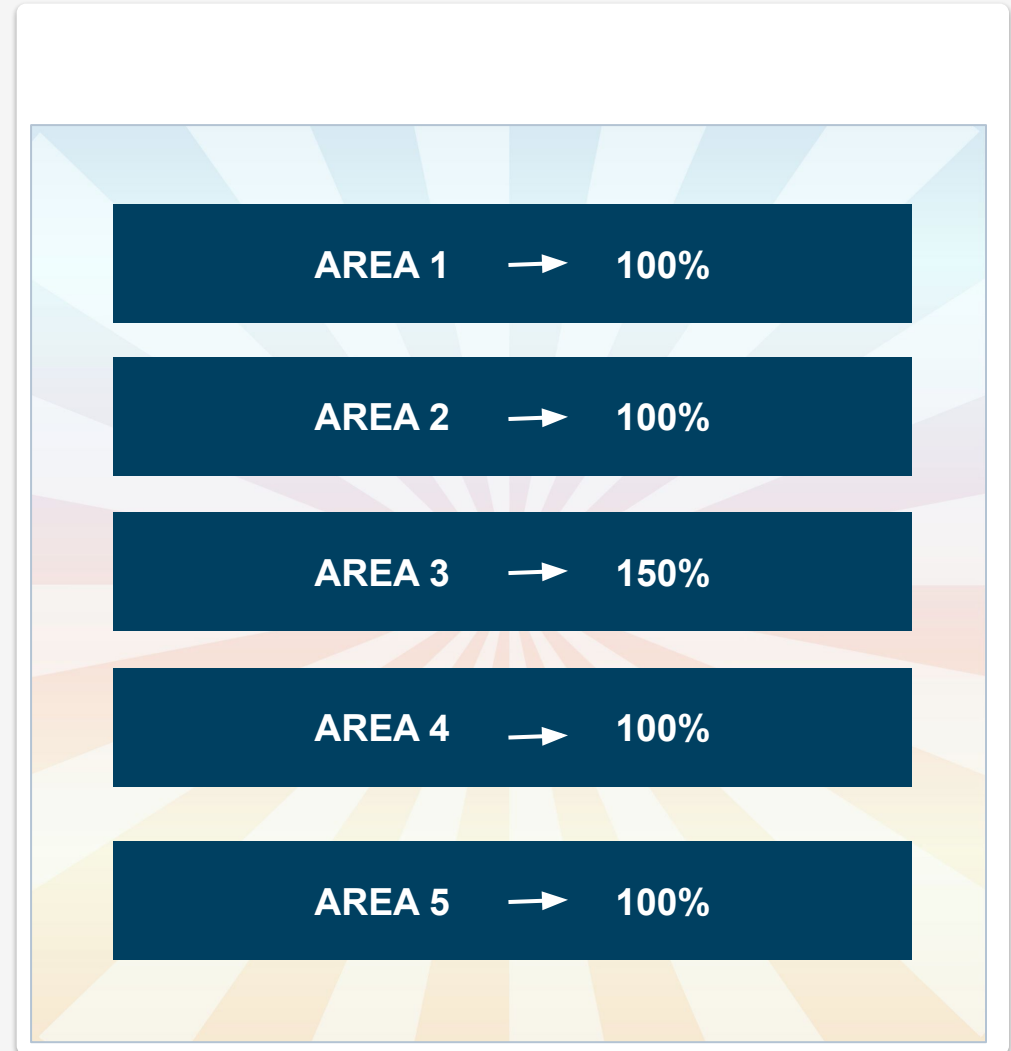 AREA 1 → 100%
AREA 2 → 100%
AREA 3 → 150%
AREA 4 → 100%
AREA 5 → 100%